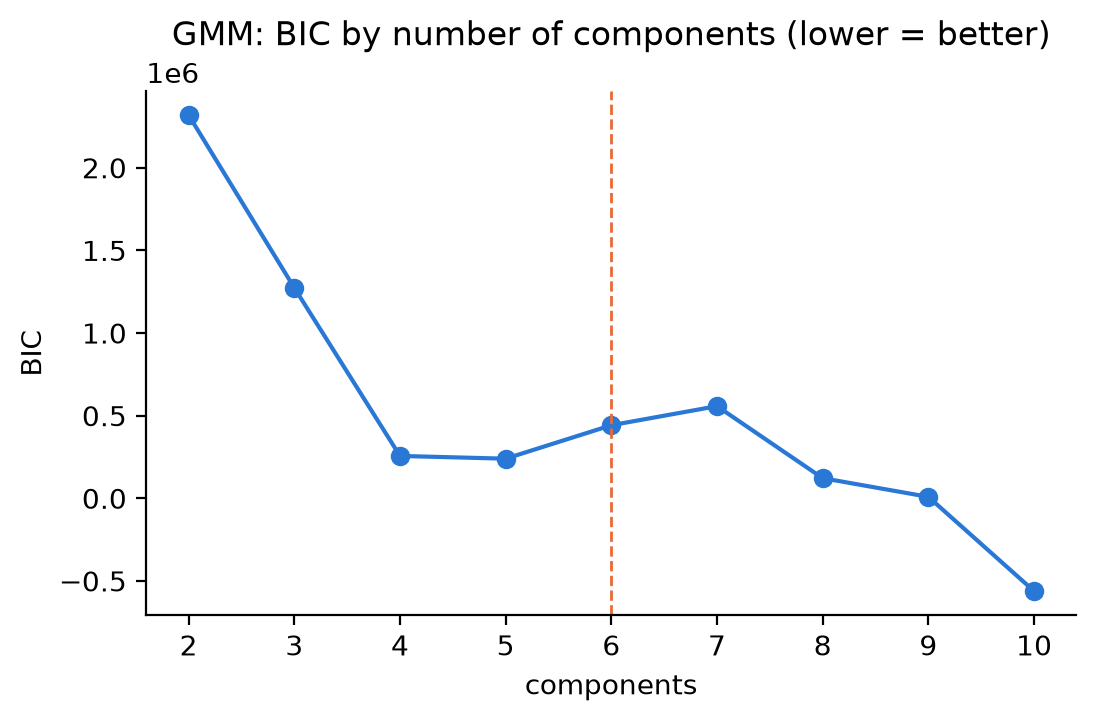 GMM: BIC by number of components (lower = better)
1e6
2.0
1.5
1.0
0.5
0.0
−0.5
BIC
2 3 4 5 6 7 8 9 10
components